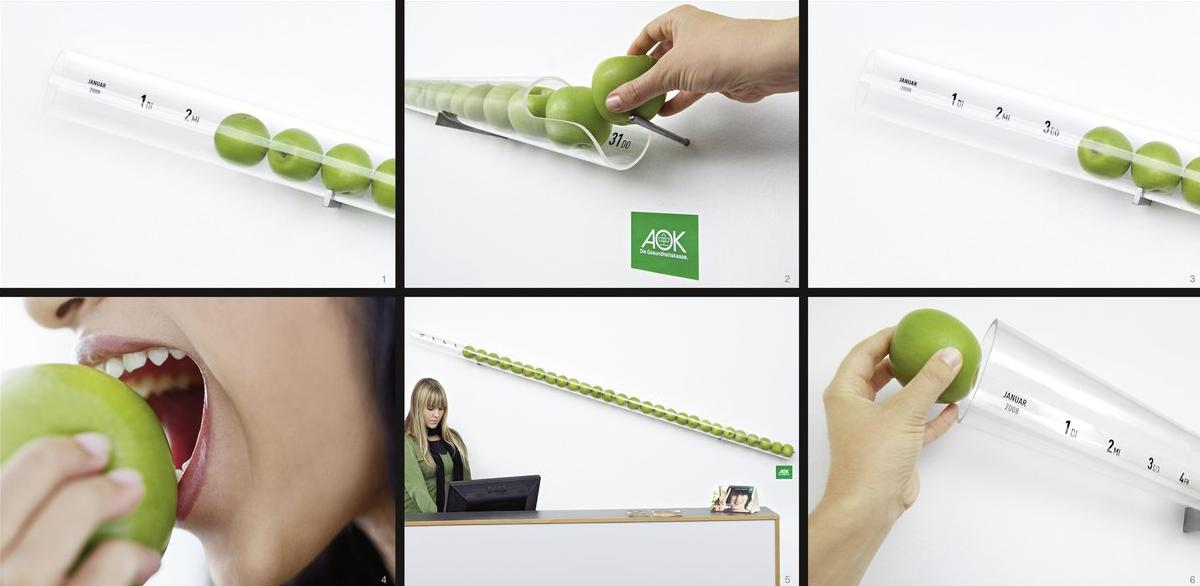 JANUAR
2008
1 DI
2 MI
1
31 DO
AOK
Die Gesundheitskasse.
2
JANUAR
2008
1 DI
2 MI
3 DO
3
4
AOK
5
JANUAR
2008
1 DI
2 MI
3 DO
4 FR
6